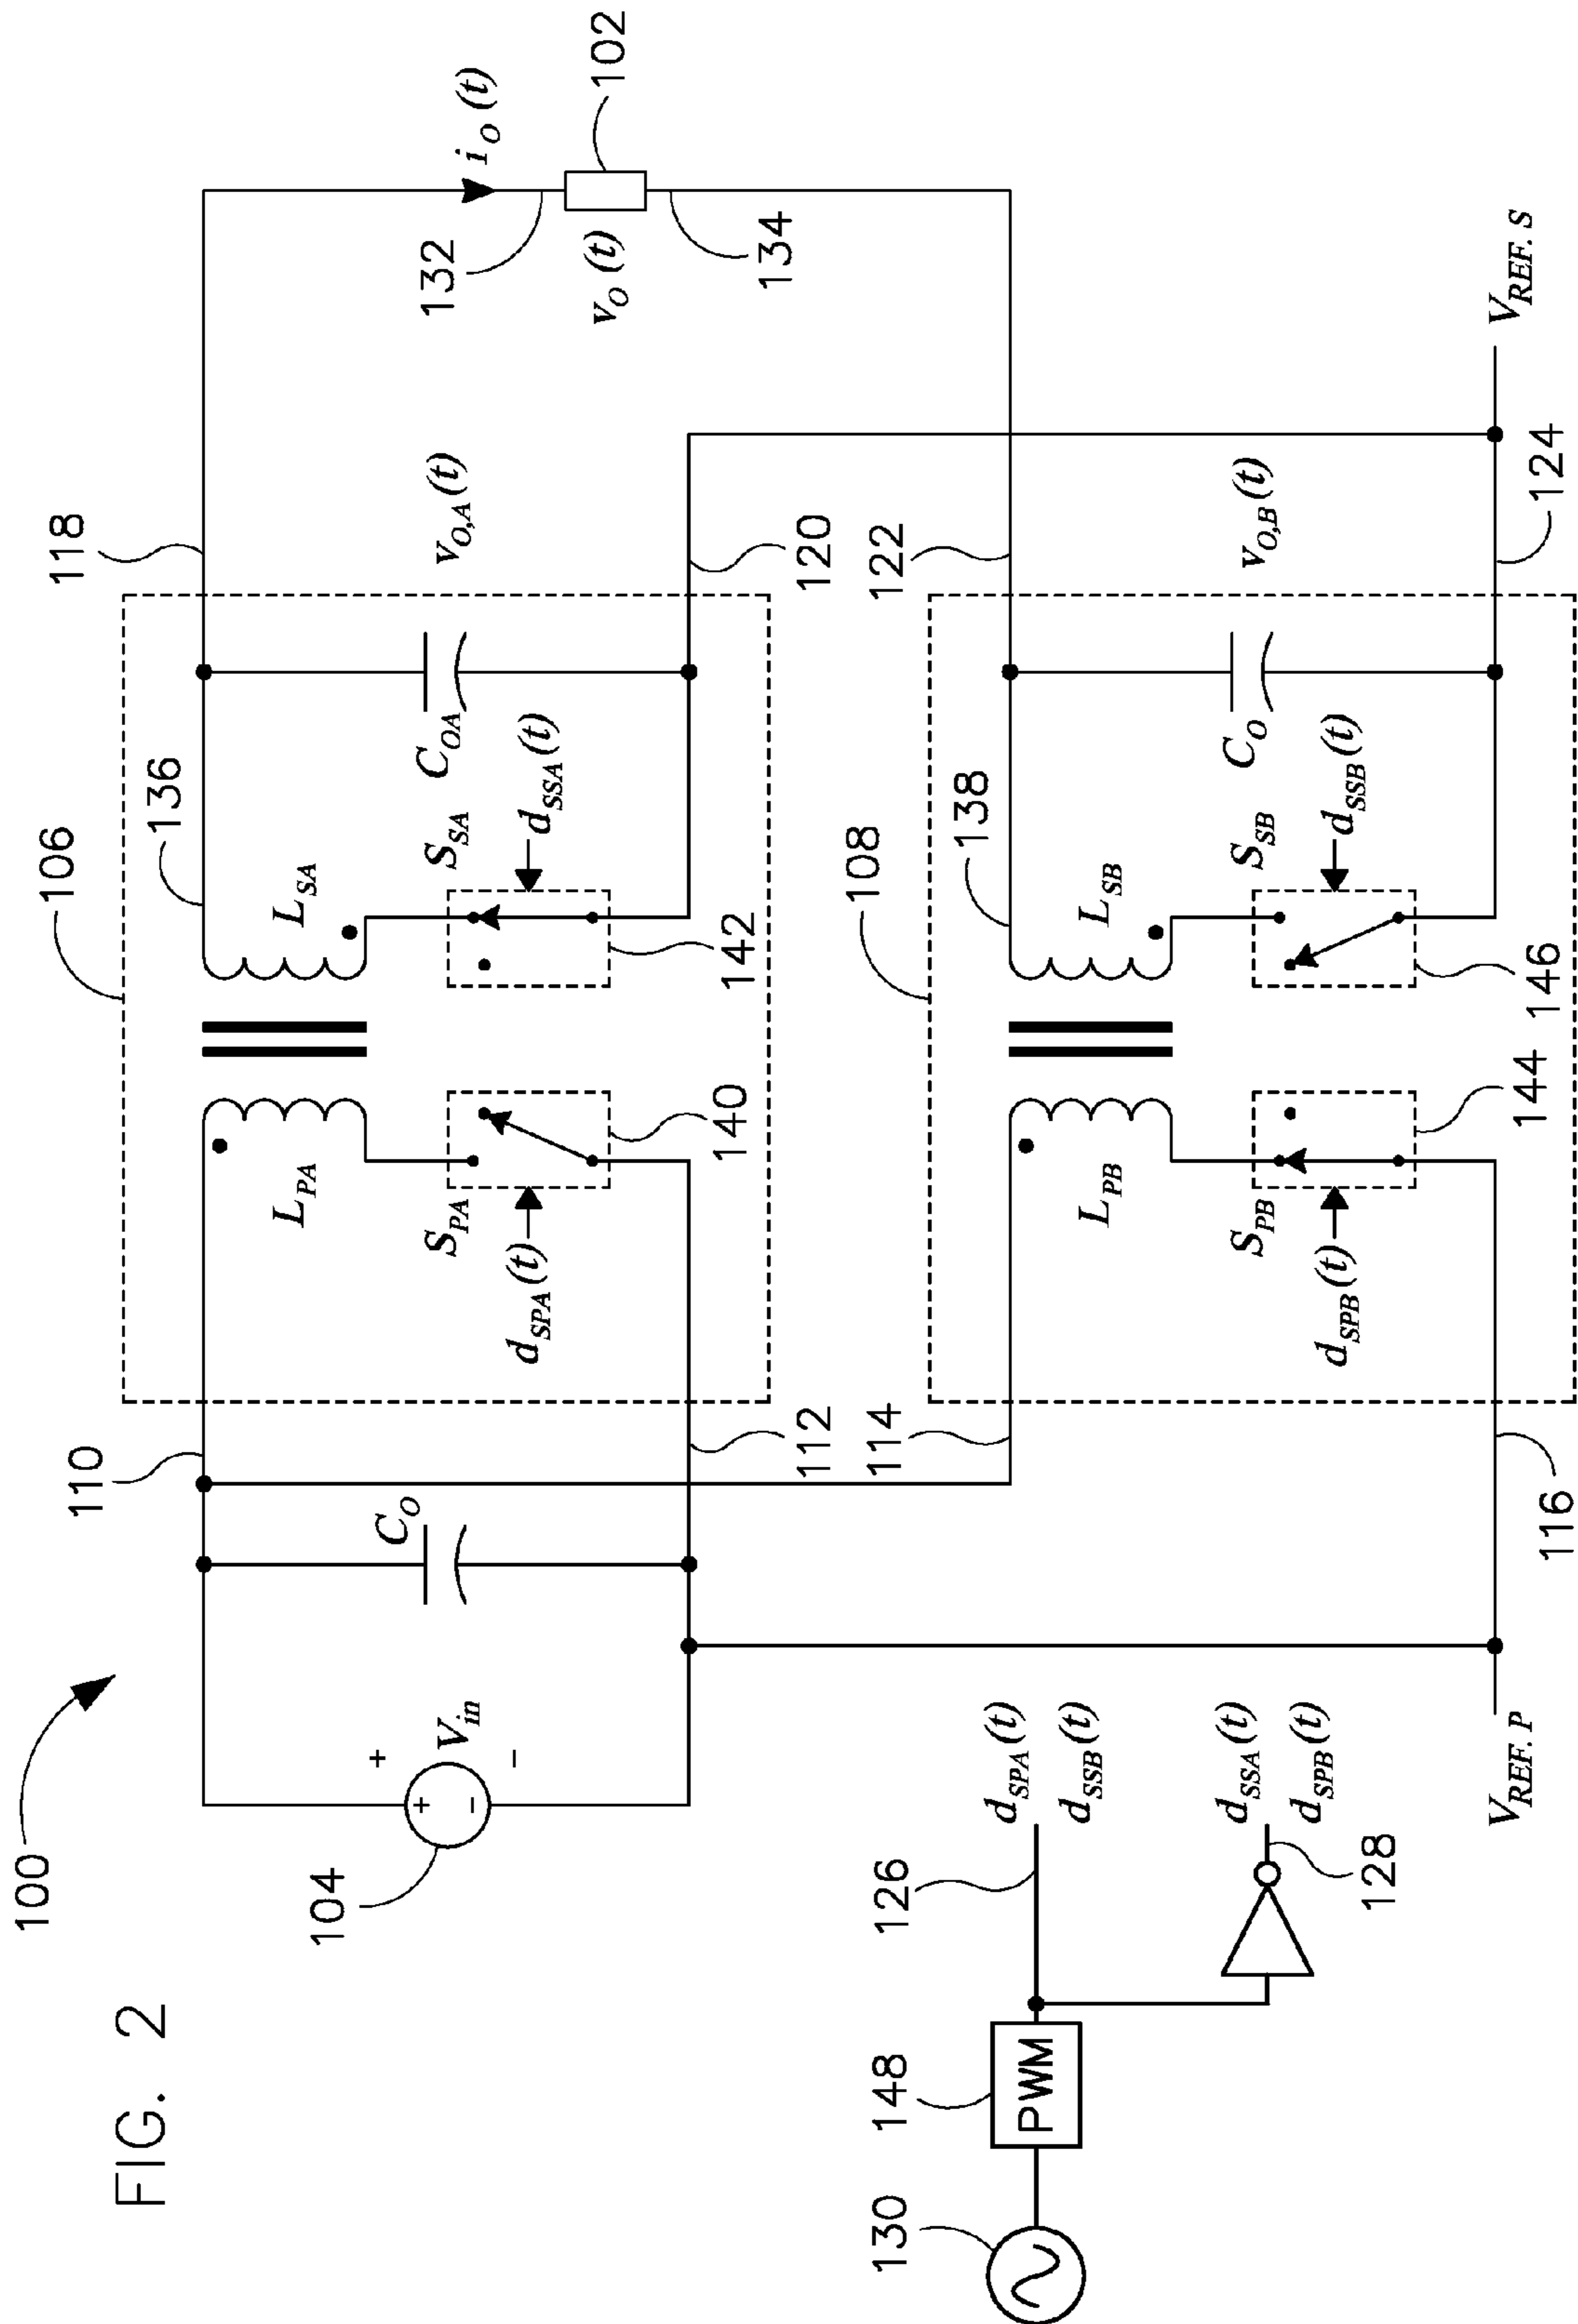 FIG. 2
100
106
118
110
136
104
V_in
+
-
+
-
C_O
L_PA
L_SA
S_PA
S_SA
C_OA
v_O,A(t)
d_SPA(t)
d_SSA(t)
140
142
112
120
132
i_O(t)
v_O(t)
102
134
130
148
PWM
126
d_SPA(t)
d_SSB(t)
d_SSA(t)
d_SPB(t)
128
114
108
138
122
L_PB
L_SB
S_PB
S_SB
C_O
v_O,B(t)
d_SPB(t)
d_SSB(t)
144
146
116
124
V_REF.P
V_REF.S